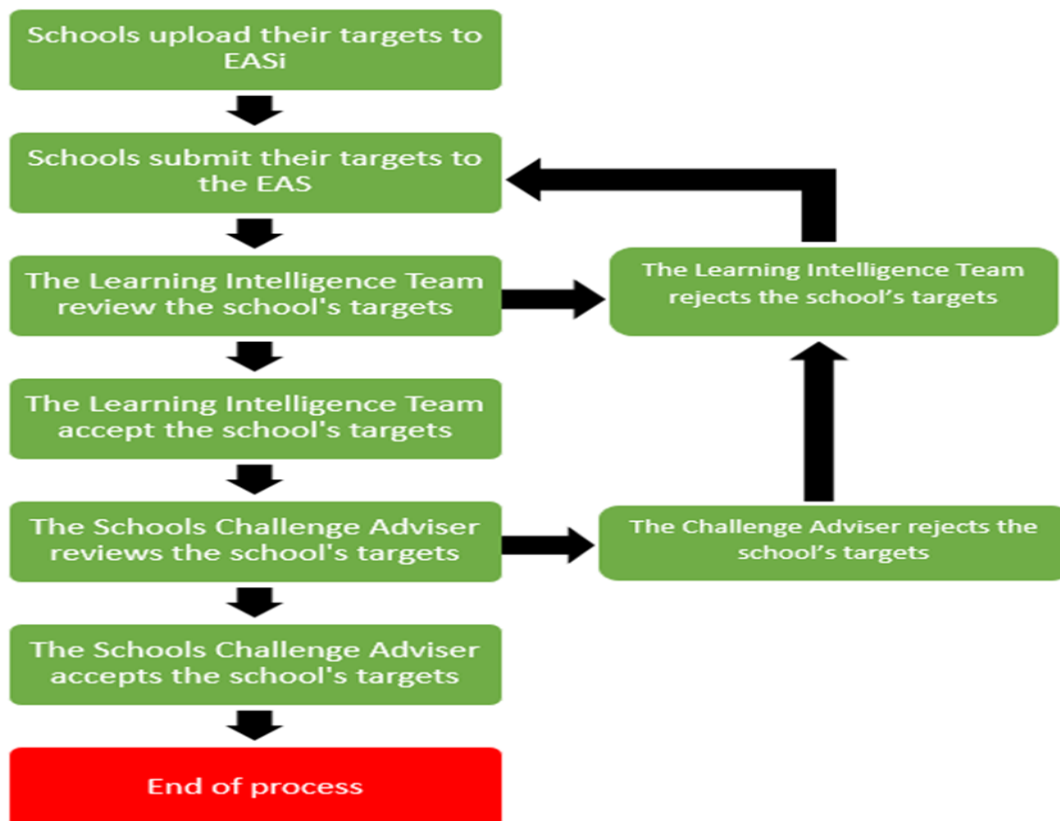 Schools upload their targets to
EASi
Schools submit their targets to
the EAS
The Learning Intelligence Team
review the school's targets
The Learning Intelligence Team
rejects the school’s targets
The Learning Intelligence Team
accept the school's targets
The Schools Challenge Adviser
reviews the school's targets
The Challenge Adviser rejects the
school’s targets
The Schools Challenge Adviser
accepts the school's targets
End of process